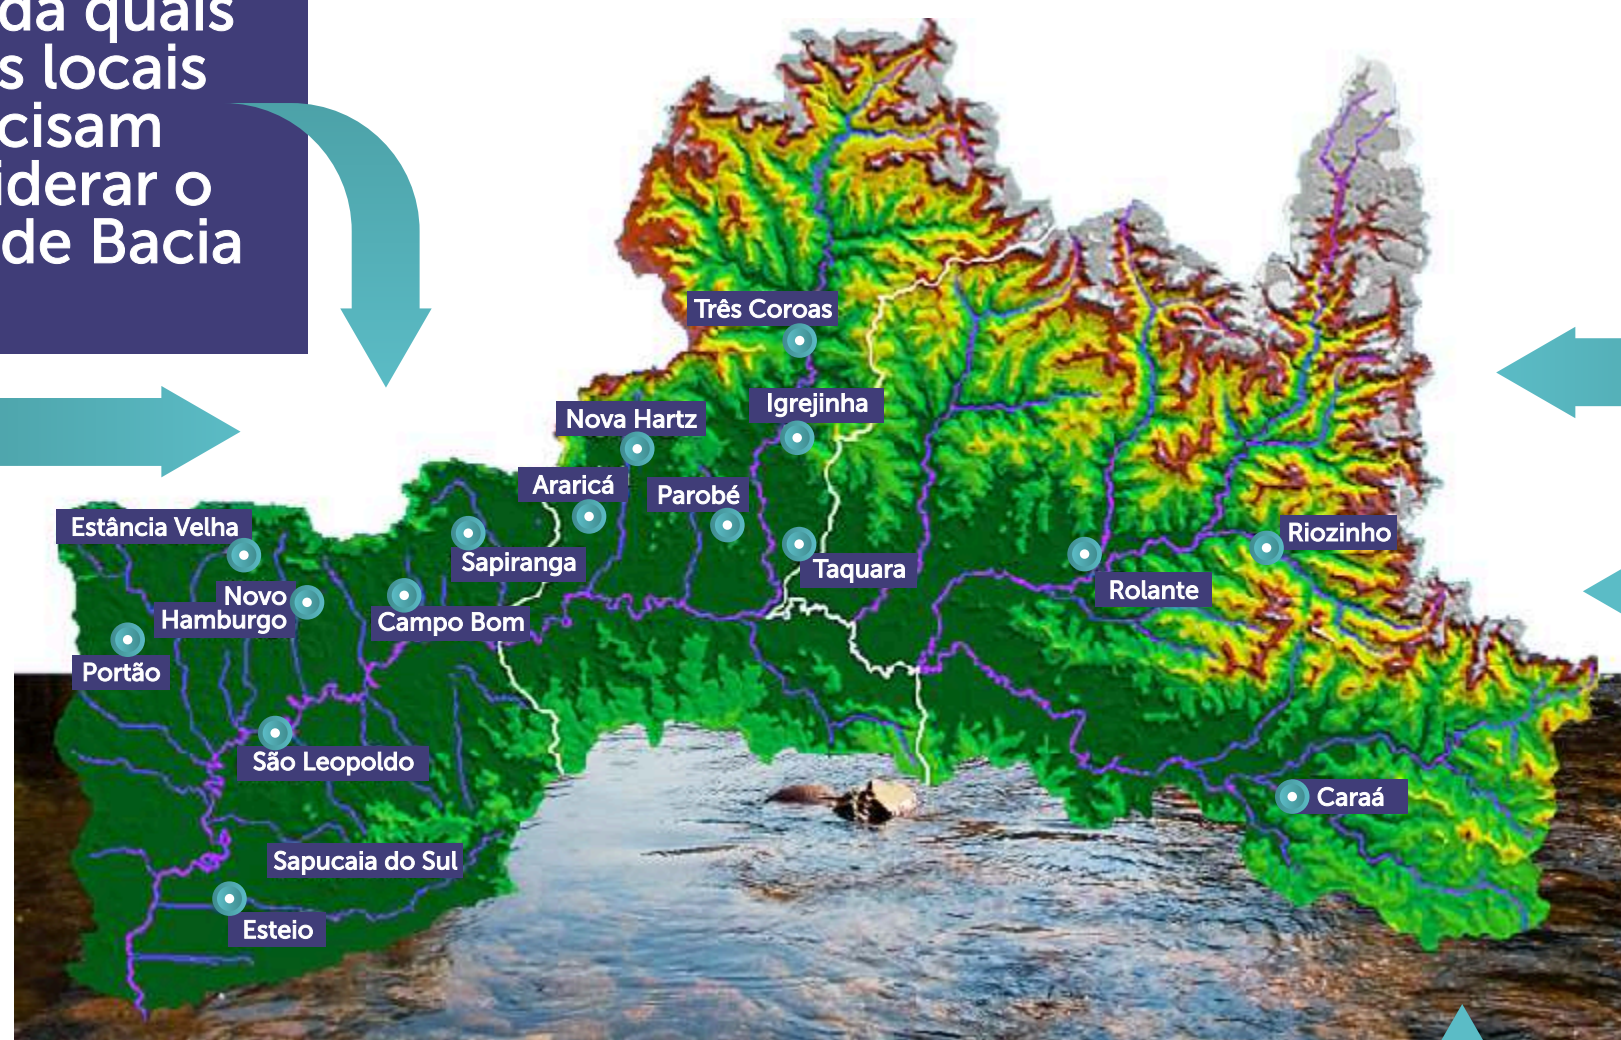 da quais
s locais
cisam
iderar o
de Bacia
Três Coroas
Igrejinha
Nova Hartz
Araricá
Parobé
Estância Velha
Sapiranga
Taquara
Riozinho
Rolante
Novo
Hamburgo
Campo Bom
Portão
São Leopoldo
Caraá
Sapucaia do Sul
Esteio